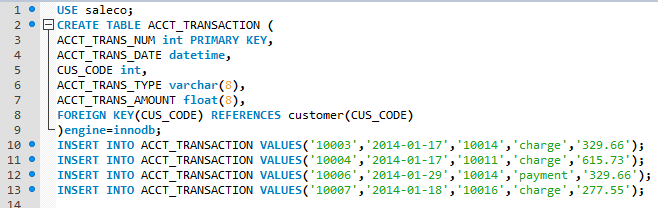 1 USE saleco;
2 CREATE TABLE ACCT_TRANSACTION (
3 ACCT_TRANS_NUM int PRIMARY KEY,
4 ACCT_TRANS_DATE datetime,
5 CUS_CODE int,
6 ACCT_TRANS_TYPE varchar(8),
7 ACCT_TRANS_AMOUNT float(8),
8 FOREIGN KEY(CUS_CODE) REFERENCES customer(CUS_CODE)
9 )engine=innodb;
10 INSERT INTO ACCT_TRANSACTION VALUES('10003','2014-01-17','10014','charge','329.66');
11 INSERT INTO ACCT_TRANSACTION VALUES('10004','2014-01-17','10011','charge','615.73');
12 INSERT INTO ACCT_TRANSACTION VALUES('10006','2014-01-29','10014','payment','329.66');
13 INSERT INTO ACCT_TRANSACTION VALUES('10007','2014-01-18','10016','charge','277.55');